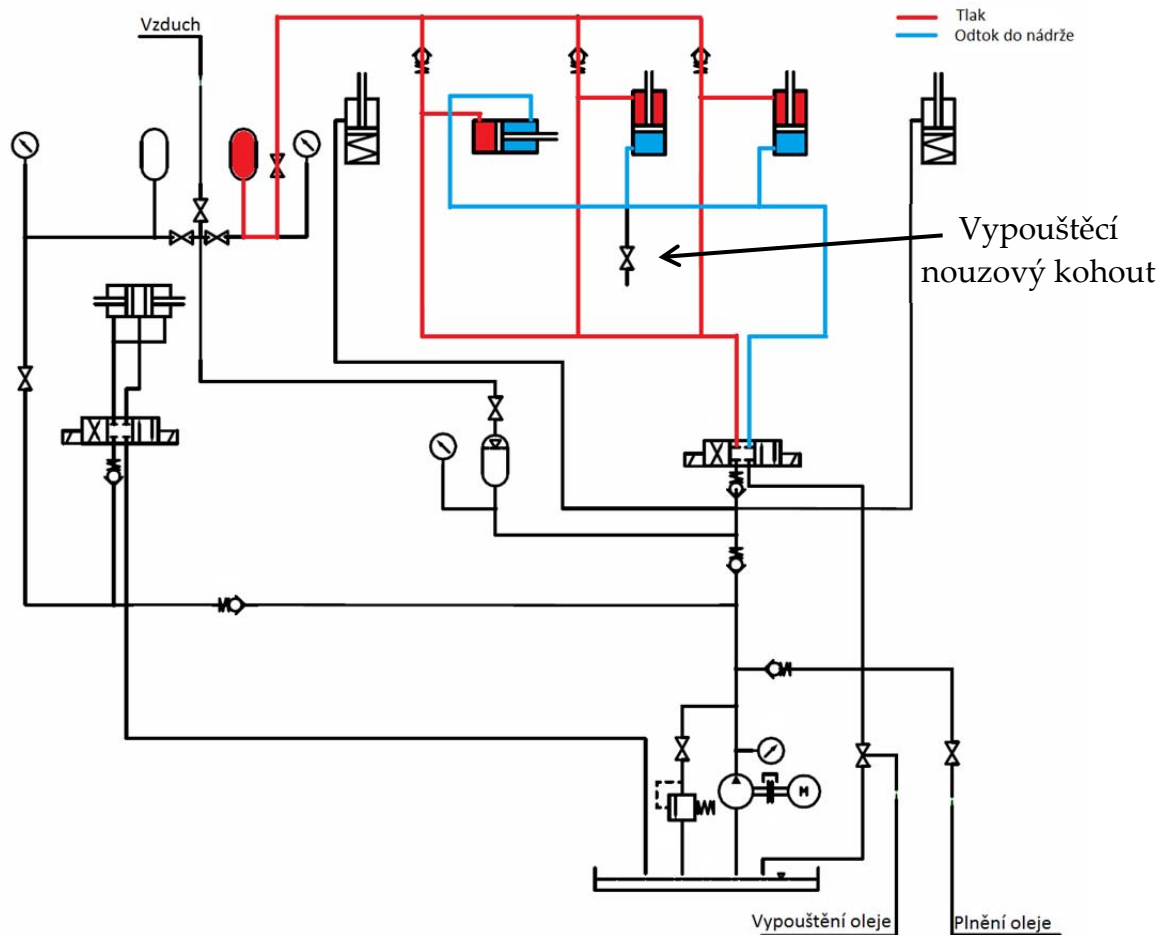 Vzduch
Tlak
Odtok do nádrže
Vypouštěcí
nouzový kohout
M
Vypouštění oleje
Plnění oleje